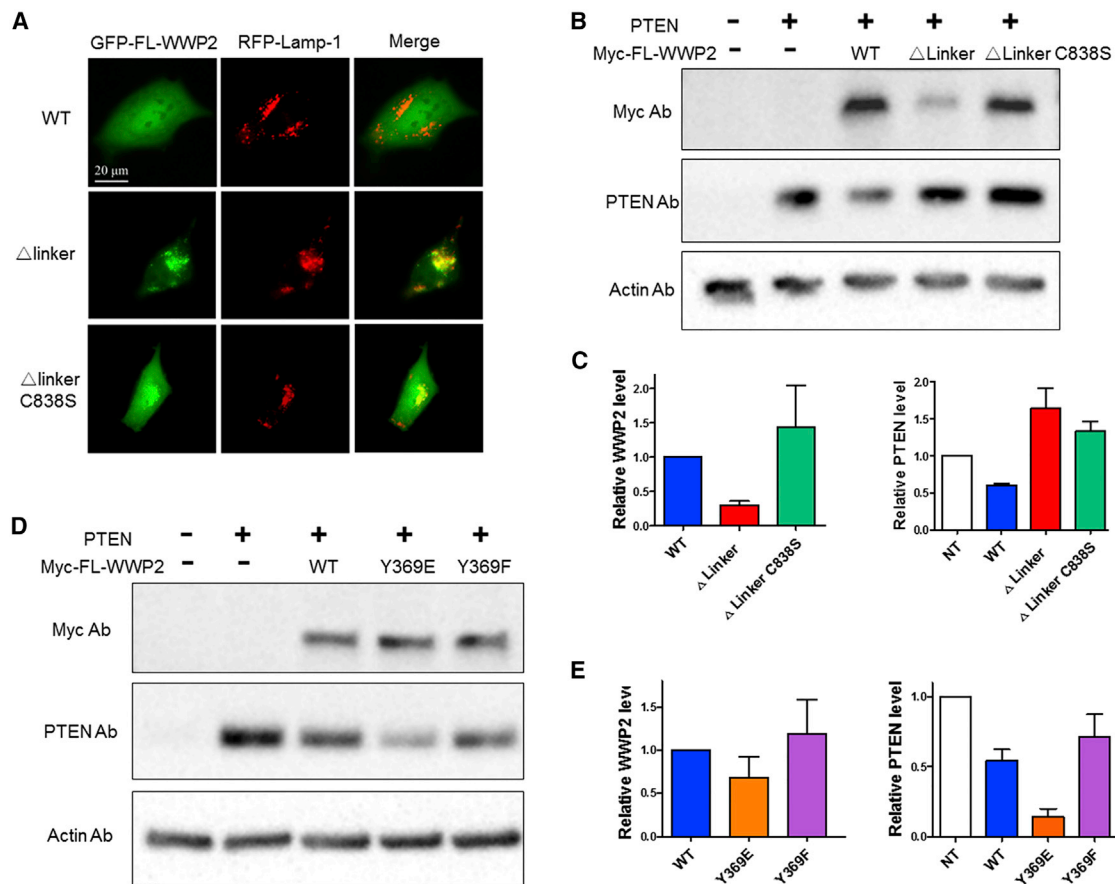 A
GFP-FL-WWP2 RFP-Lamp-1 Merge
WT
20 μm
△linker
△linker
C838S
B
PTEN - + + + +
Myc-FL-WWP2 - - WT △Linker △Linker C838S
Myc Ab
PTEN Ab
Actin Ab
C
Relative WWP2 level
2.0
1.5
1.0
0.5
0.0
WT
△ Linker
△ Linker C838S
Relative PTEN level
2.0
1.5
1.0
0.5
0.0
NT
WT
△ Linker
△ Linker C838S
D
PTEN - + + + +
Myc-FL-WWP2 - - WT Y369E Y369F
Myc Ab
PTEN Ab
Actin Ab
E
Relative WWP2 level
1.5
1.0
0.5
0.0
WT
Y369E
Y369F
Relative PTEN level
1.0
0.5
0.0
NT
WT
Y369E
Y369F